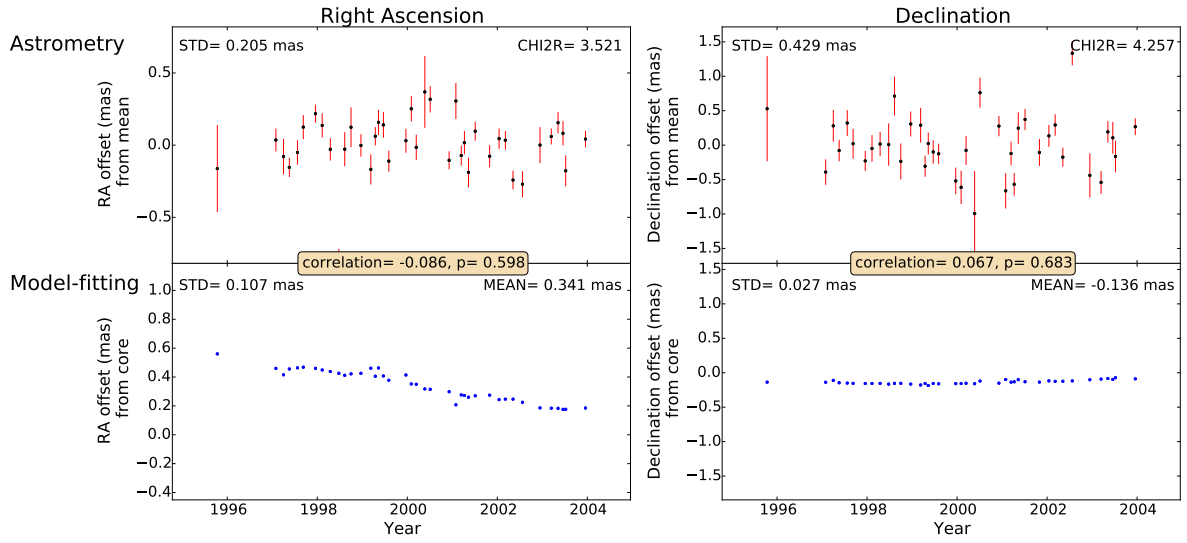 Right Ascension
Declination
Astrometry
STD= 0.205 mas
CHI2R= 3.521
STD= 0.429 mas
CHI2R= 4.257
RA offset (mas)
from mean
0.5
0.0
−0.5
Declination offset (mas)
from mean
1.5
1.0
0.5
0.0
−0.5
−1.0
−1.5
correlation= -0.086, p= 0.598
correlation= 0.067, p= 0.683
Model-fitting
STD= 0.107 mas
MEAN= 0.341 mas
STD= 0.027 mas
MEAN= -0.136 mas
RA offset (mas)
from core
1.0
0.8
0.6
0.4
0.2
0.0
−0.2
−0.4
Declination offset (mas)
from core
1.5
1.0
0.5
0.0
−0.5
−1.0
−1.5
1996
1998
2000
2002
2004
Year
1996
1998
2000
2002
2004
Year